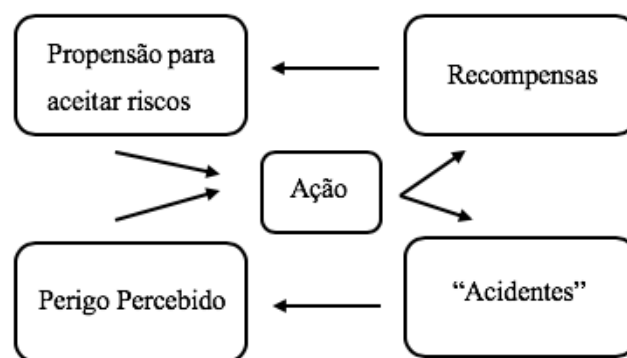 Propensão para
aceitar riscos
Recompensas
Ação
Perigo Percebido
“Acidentes”